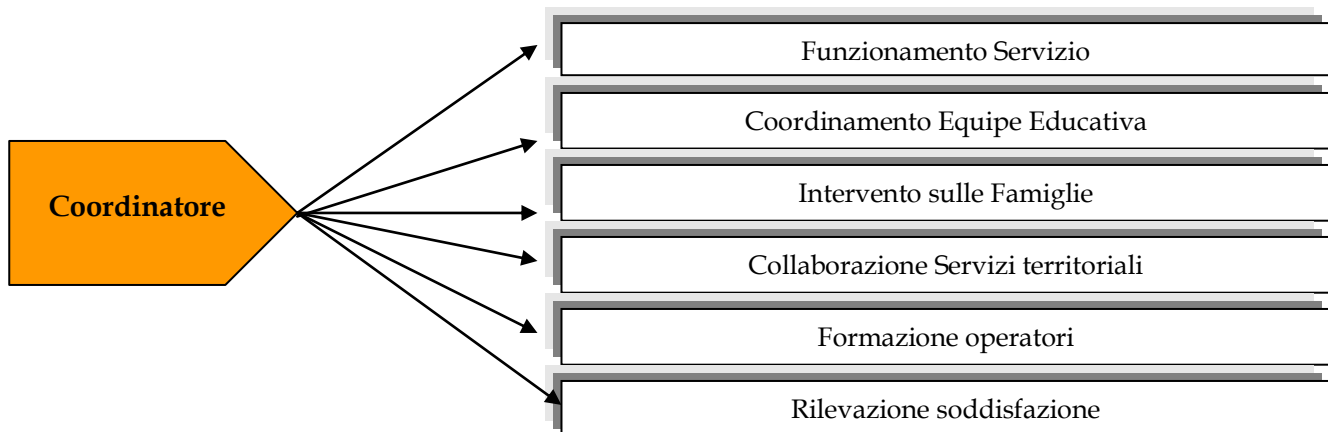 Funzionamento Servizio
Coordinamento Equipe Educativa
Coordinatore
Intervento sulle Famiglie
Collaborazione Servizi territoriali
Formazione operatori
Rilevazione soddisfazione